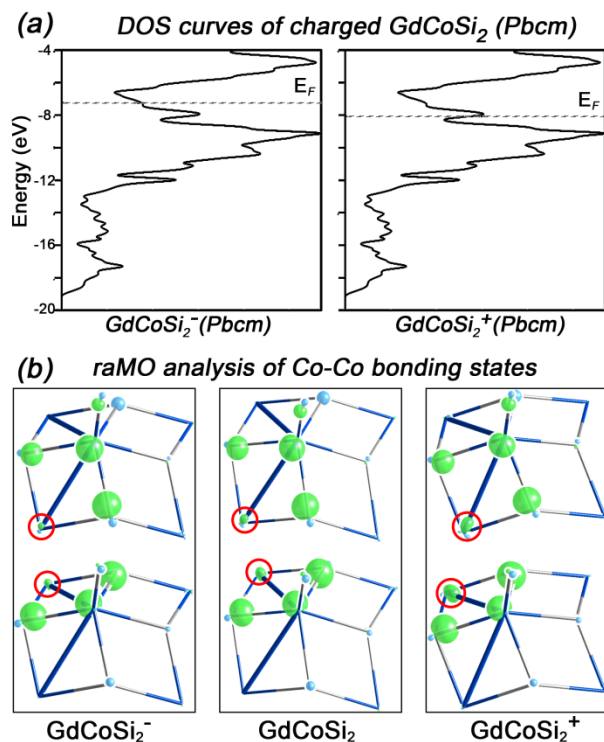 (a) DOS curves of charged GdCoSi2 (Pbcm)
-4
-8
-12
-16
-20
Energy (eV)
EF
EF
GdCoSi2-(Pbcm)
GdCoSi2+(Pbcm)
(b) raMO analysis of Co-Co bonding states
GdCoSi2-
GdCoSi2
GdCoSi2+